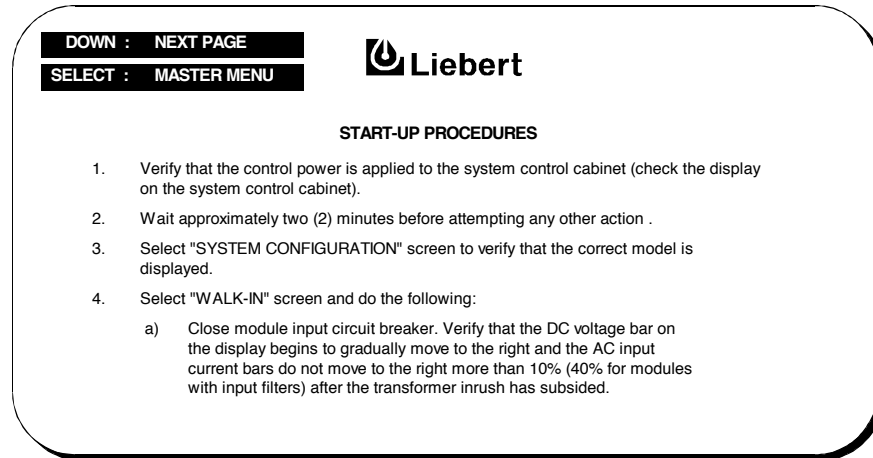 DOWN : NEXT PAGE
SELECT : MASTER MENU
Liebert
START-UP PROCEDURES
1. Verify that the control power is applied to the system control cabinet (check the display
on the system control cabinet).
2. Wait approximately two (2) minutes before attempting any other action .
3. Select "SYSTEM CONFIGURATION" screen to verify that the correct model is
displayed.
4. Select "WALK-IN" screen and do the following:
a) Close module input circuit breaker. Verify that the DC voltage bar on
the display begins to gradually move to the right and the AC input
current bars do not move to the right more than 10% (40% for modules
with input filters) after the transformer inrush has subsided.